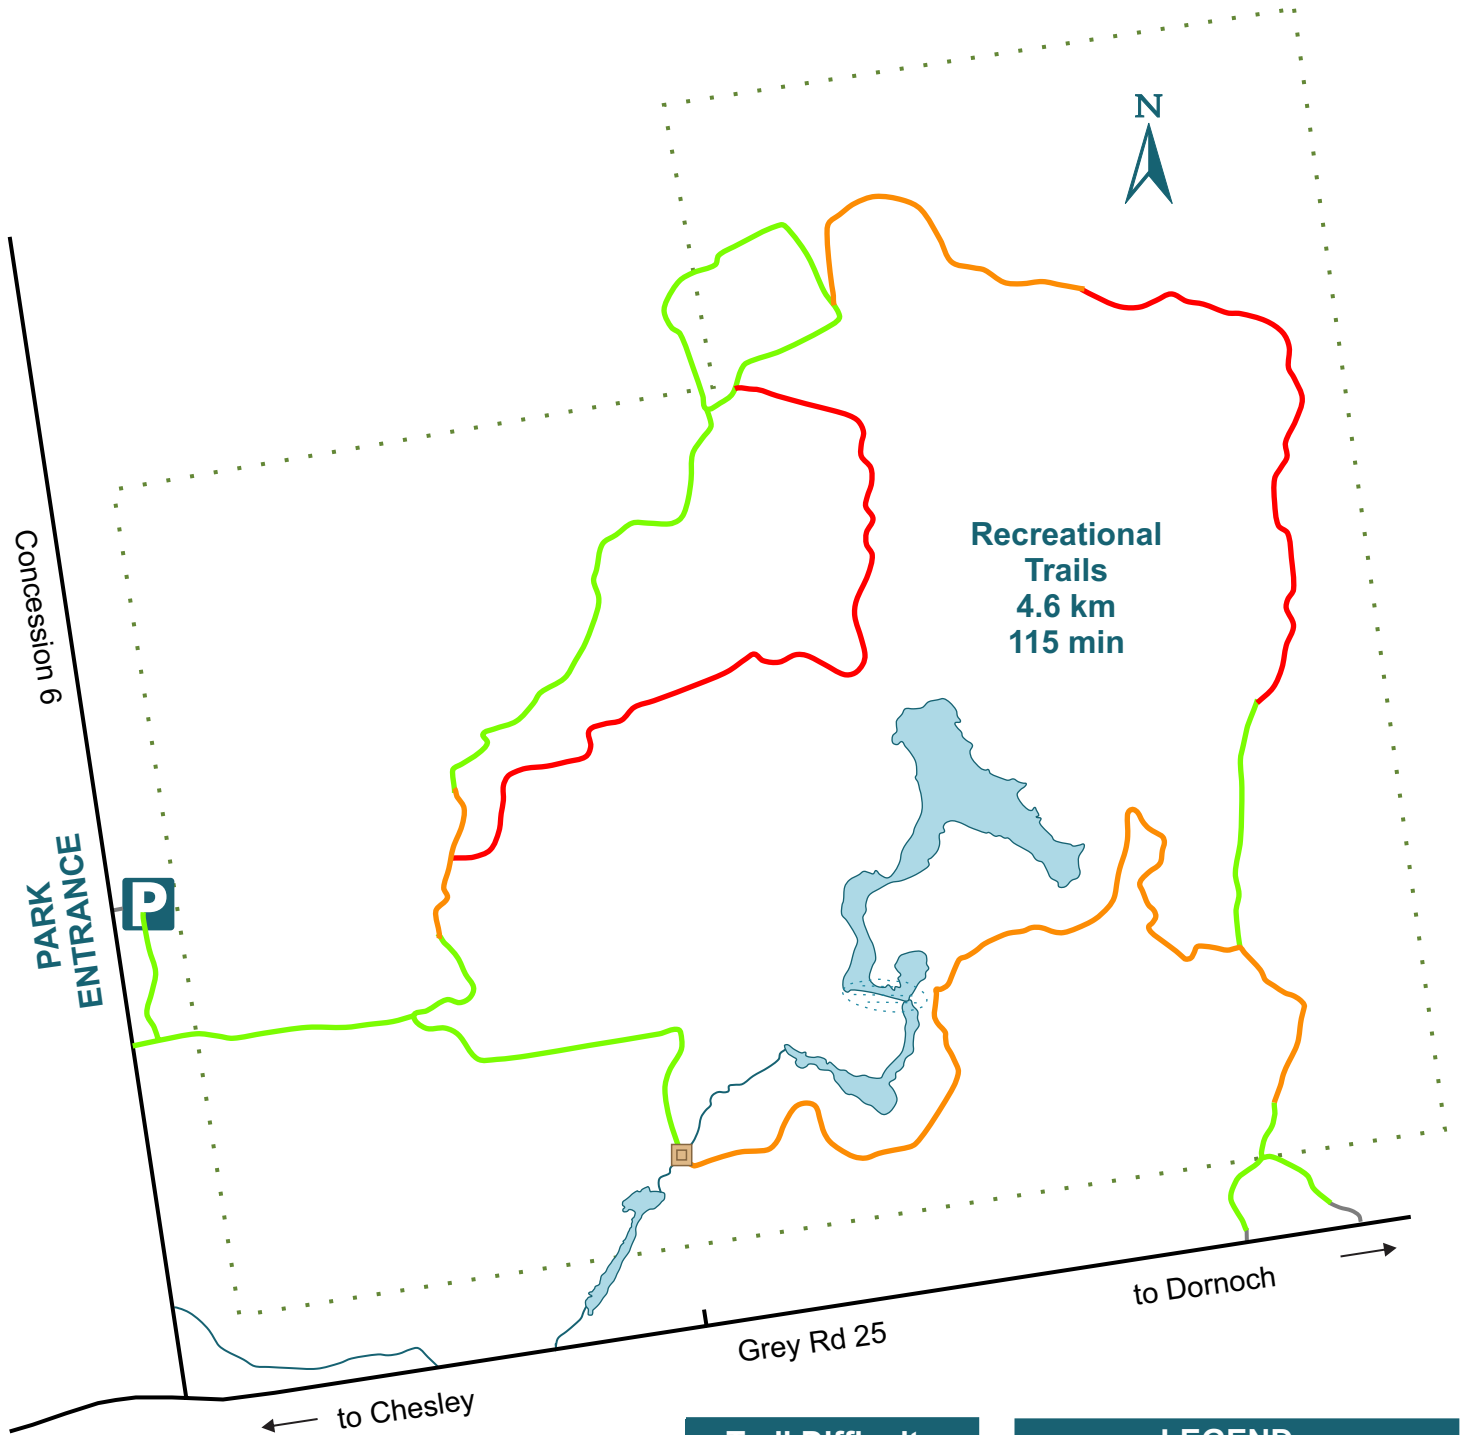 N
Recreational
Trails
4.6 km
115 min
Concession 6
PARK
ENTRANCE
P
to Dornoch
Grey Rd 25
to Chesley